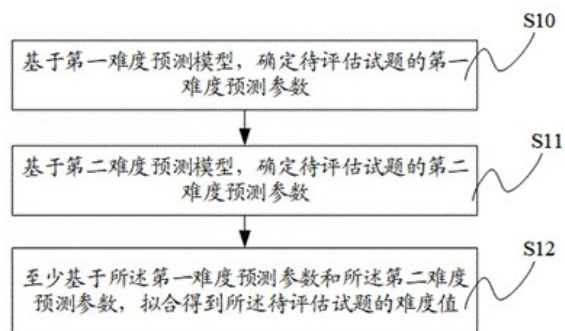 S10
基于第一难度预测模型，确定待评估试题的第一
难度预测参数
S11
基于第二难度预测模型，确定待评估试题的第二
难度预测参数
S12
至少基于所述第一难度预测参数和所述第二难度
预测参数，拟合得到所述待评估试题的难度值